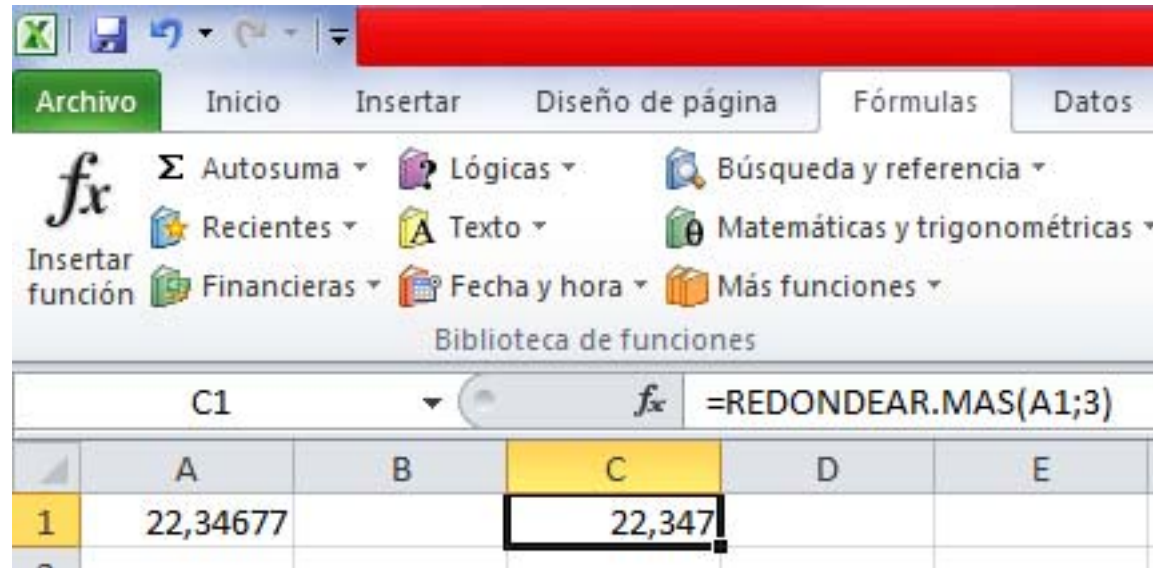 Archivo Inicio Insertar Diseño de página Fórmulas Datos
fx Σ Autosuma Lógicas Búsqueda y referencia
Recientes A Texto θ Matemáticas y trigonométricas
Insertar función Financieras Fecha y hora Más funciones
Biblioteca de funciones
C1 fx =REDONDEAR.MAS(A1;3)
A B C D E
1 22,34677 22,347